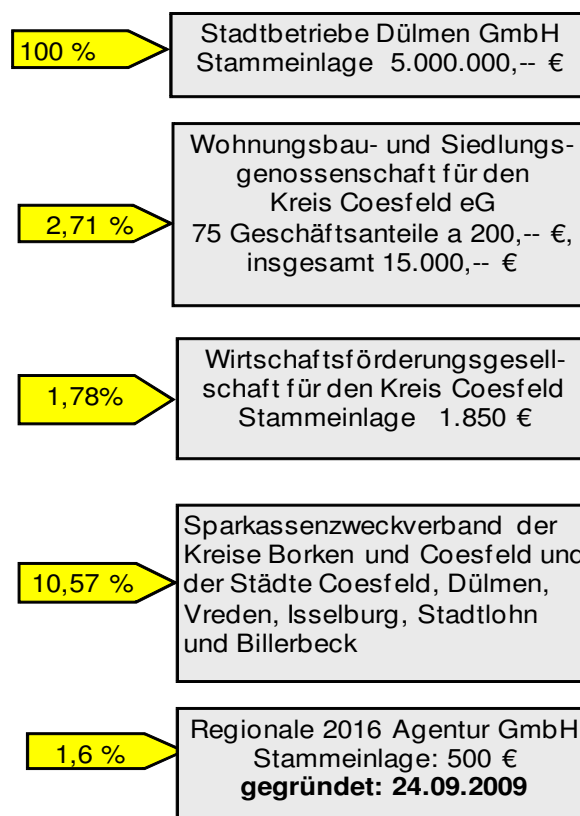 100 %
Stadtbetriebe Dülmen GmbH
Stammeinlage 5.000.000,-- €
2,71 %
Wohnungsbau- und Siedlungs-
genossenschaft für den
Kreis Coesfeld eG
75 Geschäftsanteile a 200,-- €,
insgesamt 15.000,-- €
1,78%
Wirtschaftsförderungsgesell-
schaft für den Kreis Coesfeld
Stammeinlage 1.850 €
10,57 %
Sparkassenzweckverband der
Kreise Borken und Coesfeld und
der Städte Coesfeld, Dülmen,
Vreden, Isselburg, Stadtlohn
und Billerbeck
1,6 %
Regionale 2016 Agentur GmbH
Stammeinlage: 500 €
gegründet: 24.09.2009